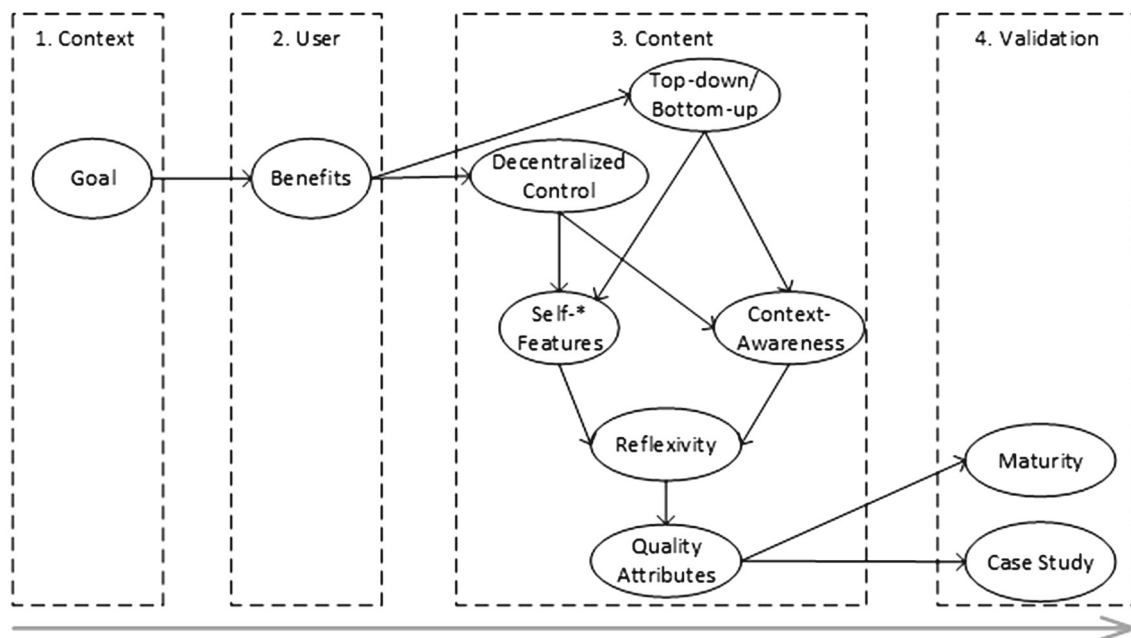 1. Context
2. User
3. Content
4. Validation
Top-down/
Bottom-up
Goal
Benefits
Decentralized
Control
Self-*
Features
Context-
Awareness
Reflexivity
Maturity
Quality
Attributes
Case Study